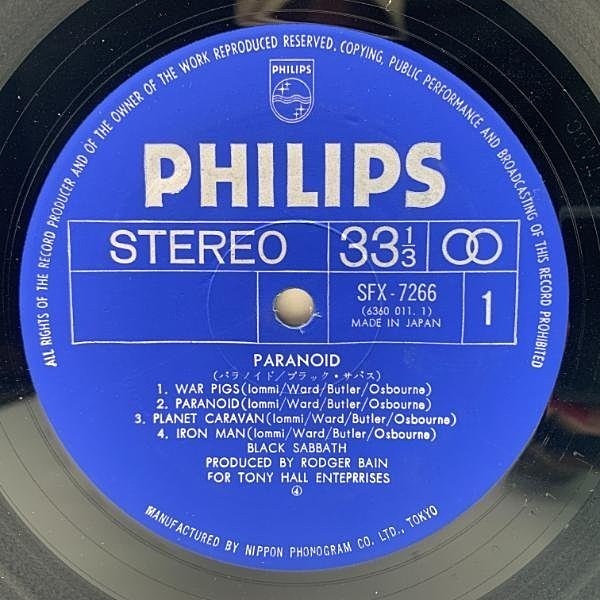 ALL RIGHTS OF THE RECORD PRODUCER AND OF THE OWNER OF THE WORK REPRODUCED RESERVED. COPYING, PUBLIC PERFORMANCE AND BROADCASTING OF THIS RECORD PROHIBITED
PHILIPS
PHILIPS
STEREO 33 1/3
SFX-7266
(6360 011. 1)
MADE IN JAPAN
1
PARANOID
(パラノイド/ブラック・サバス)
1. WAR PIGS(Iommi/Ward/Butler/Osbourne)
2. PARANOID(Iommi/Ward/Butler/Osbourne)
3. PLANET CARAVAN(Iommi/Ward/Butler/Osbourne)
4. IRON MAN(Iommi/Ward/Butler/Osbourne)
BLACK SABBATH
PRODUCED BY RODGER BAIN
FOR TONY HALL ENTEPRISES
④
MANUFACTURED BY NIPPON PHONOGRAM CO. LTD., TOKYO